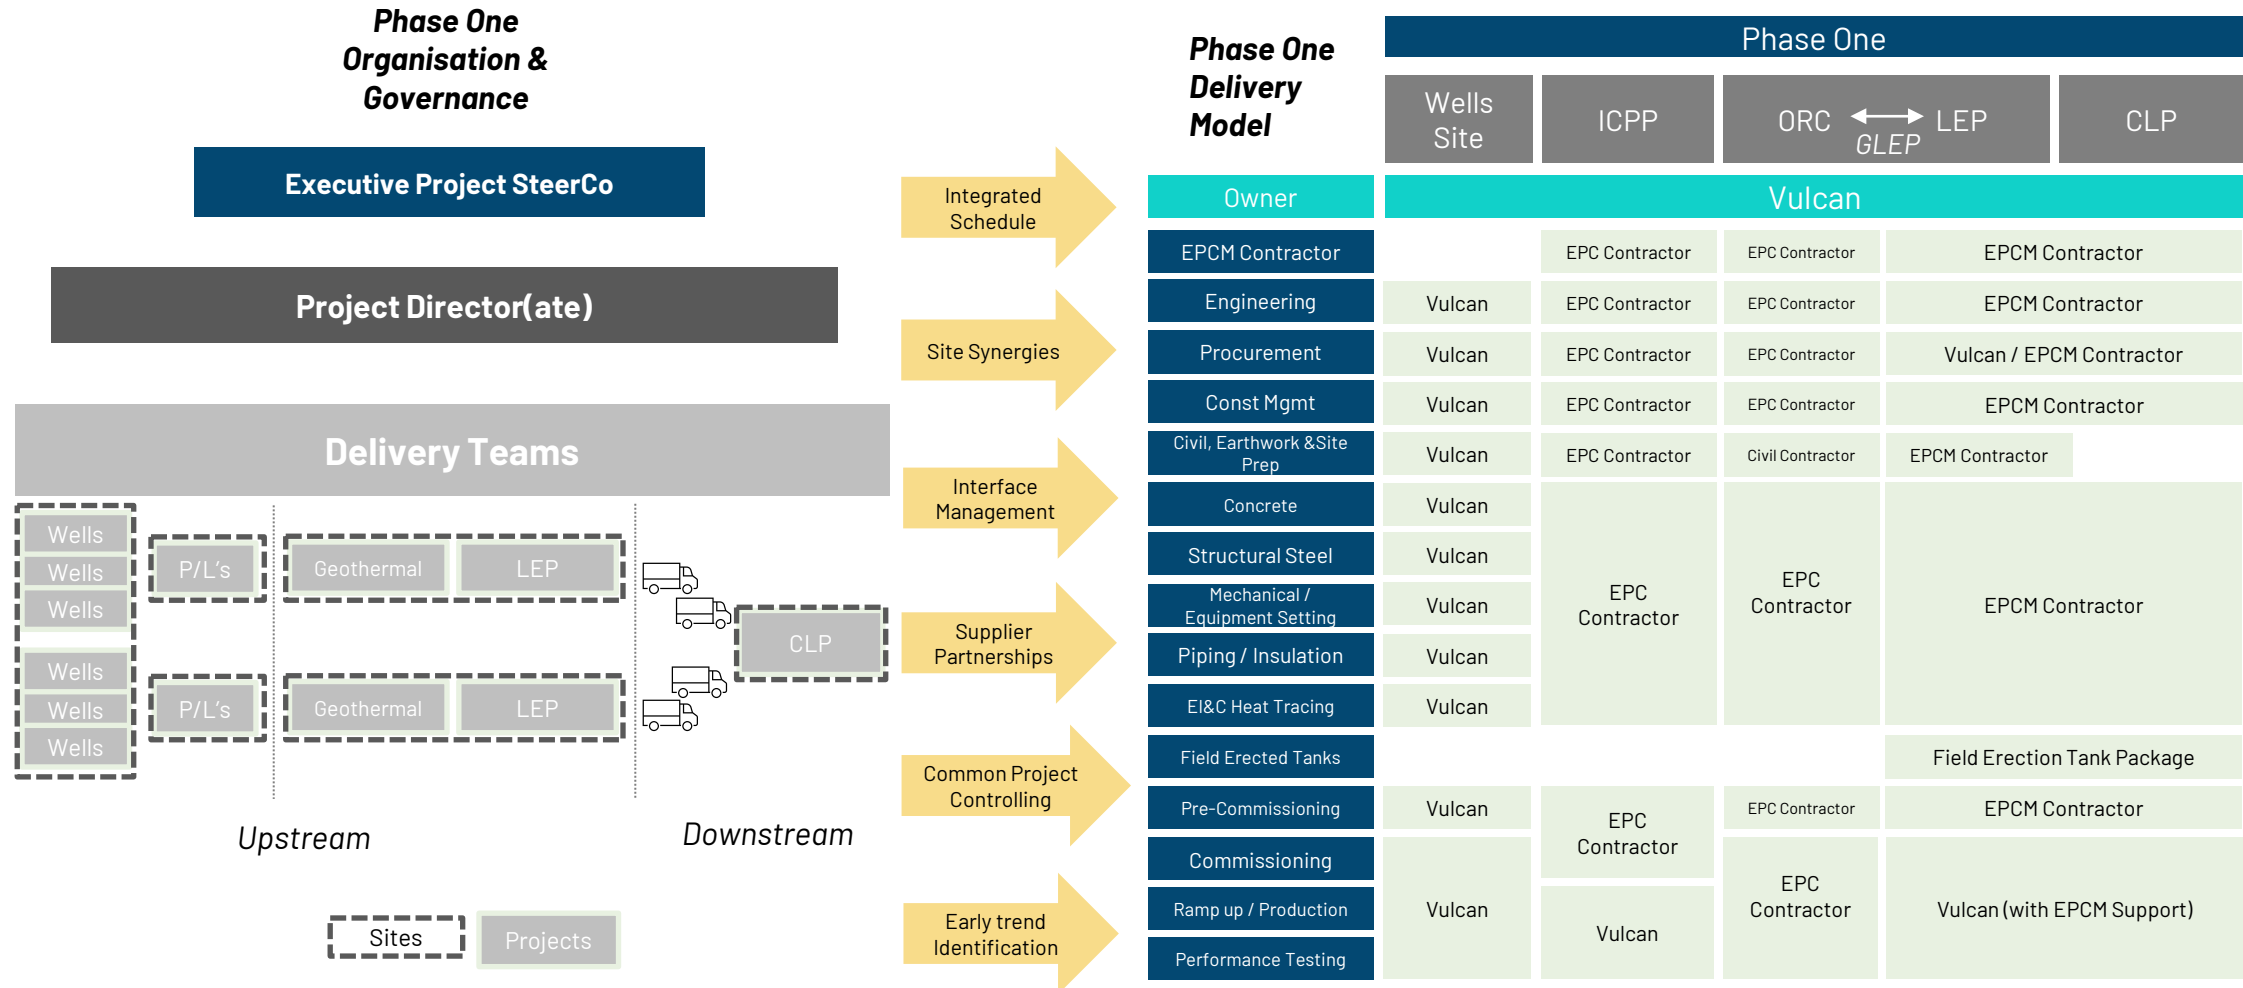 Phase One
Organisation &
Governance
Executive Project SteerCo
Project Director(ate)
Delivery Teams
Wells
Wells
Wells
P/L's
Geothermal
LEP
Wells
Wells
Wells
P/L's
Geothermal
LEP
CLP
Upstream
Downstream
Sites
Projects
Integrated
Schedule
Site Synergies
Interface
Management
Supplier
Partnerships
Common Project
Controlling
Early trend
Identification
Phase One
Delivery
Model
Phase One
Wells
Site
ICPP
ORC
LEP
GLEP
CLP
Owner
Vulcan
EPCM Contractor
EPC Contractor
EPC Contractor
EPCM Contractor
Engineering
Vulcan
EPC Contractor
EPC Contractor
EPCM Contractor
Procurement
Vulcan
EPC Contractor
EPC Contractor
Vulcan / EPCM Contractor
Const Mgmt
Vulcan
EPC Contractor
EPC Contractor
EPCM Contractor
Civil, Earthwork &Site
Prep
Vulcan
EPC Contractor
Civil Contractor
EPCM Contractor
Concrete
Vulcan
Structural Steel
Vulcan
Mechanical /
Equipment Setting
Vulcan
EPC
Contractor
EPC
Contractor
EPCM Contractor
Piping / Insulation
Vulcan
EI&C Heat Tracing
Vulcan
Field Erected Tanks
Field Erection Tank Package
Pre-Commissioning
Vulcan
EPC
Contractor
EPC Contractor
EPCM Contractor
Commissioning
Ramp up / Production
Vulcan
Vulcan
EPC
Contractor
Vulcan (with EPCM Support)
Performance Testing